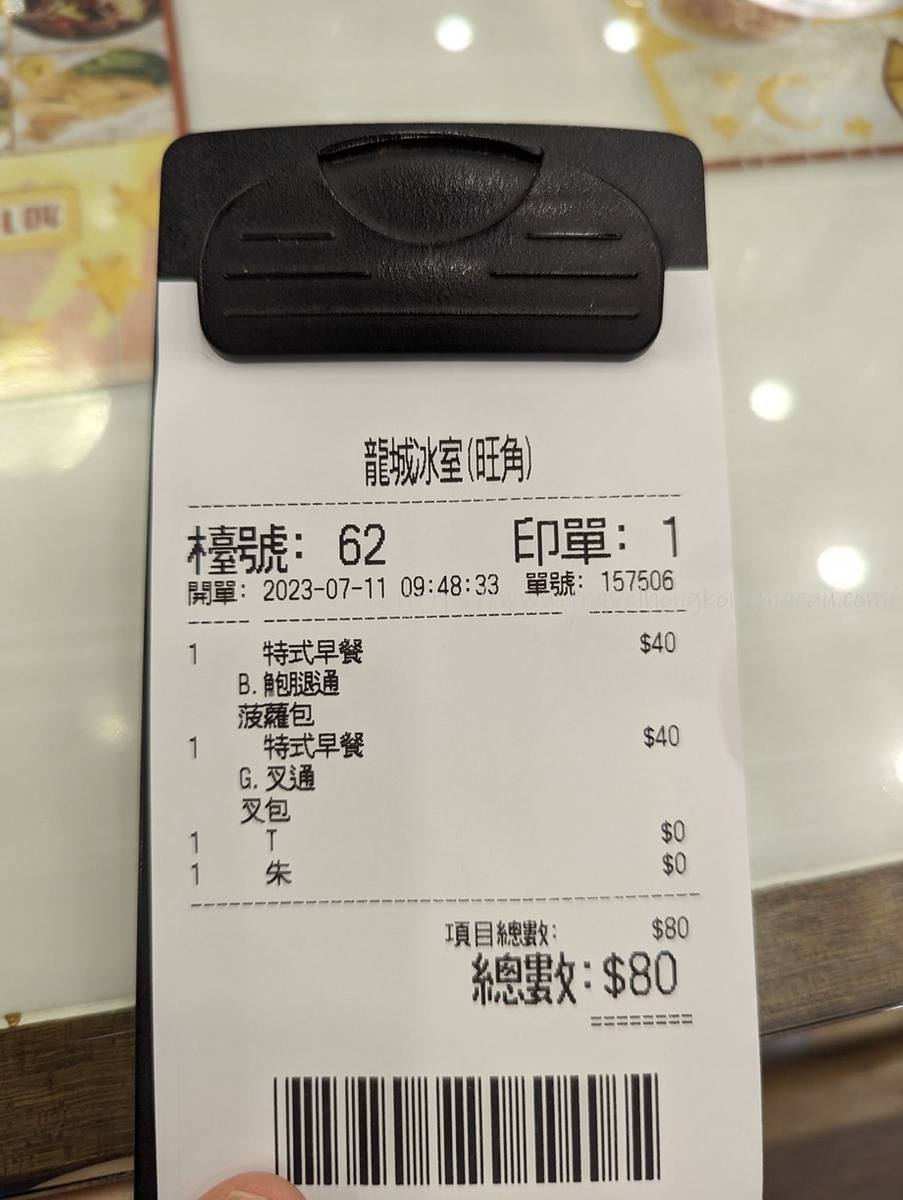 龍城冰室(旺角)
檯號: 62 印單: 1
開單: 2023-07-11 09:48:33 單號: 157506
1 特式早餐 $40
B. 鮑腿通
菠蘿包
1 特式早餐 $40
G. 叉通
叉包
1 T $0
1 朱 $0
項目總數: $80
總數: $80
========